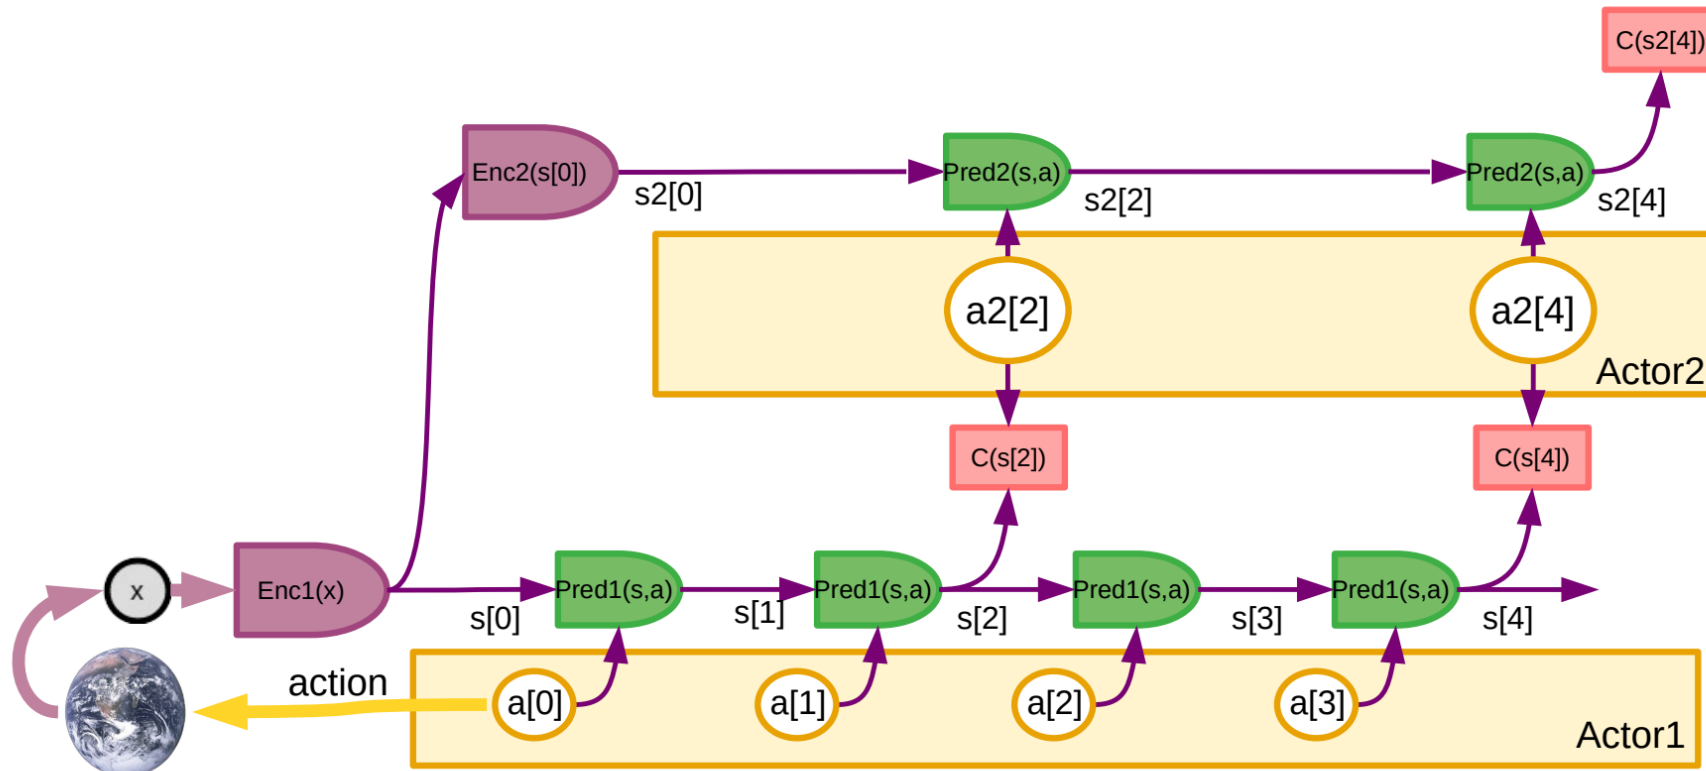 C(s2[4])
Enc2(s[0])
Pred2(s,a)
Pred2(s,a)
s2[0]
s2[2]
s2[4]
a2[2]
a2[4]
Actor2
C(s[2])
C(s[4])
x
Enc1(x)
Pred1(s,a)
Pred1(s,a)
Pred1(s,a)
Pred1(s,a)
s[0]
s[1]
s[2]
s[3]
s[4]
action
a[0]
a[1]
a[2]
a[3]
Actor1